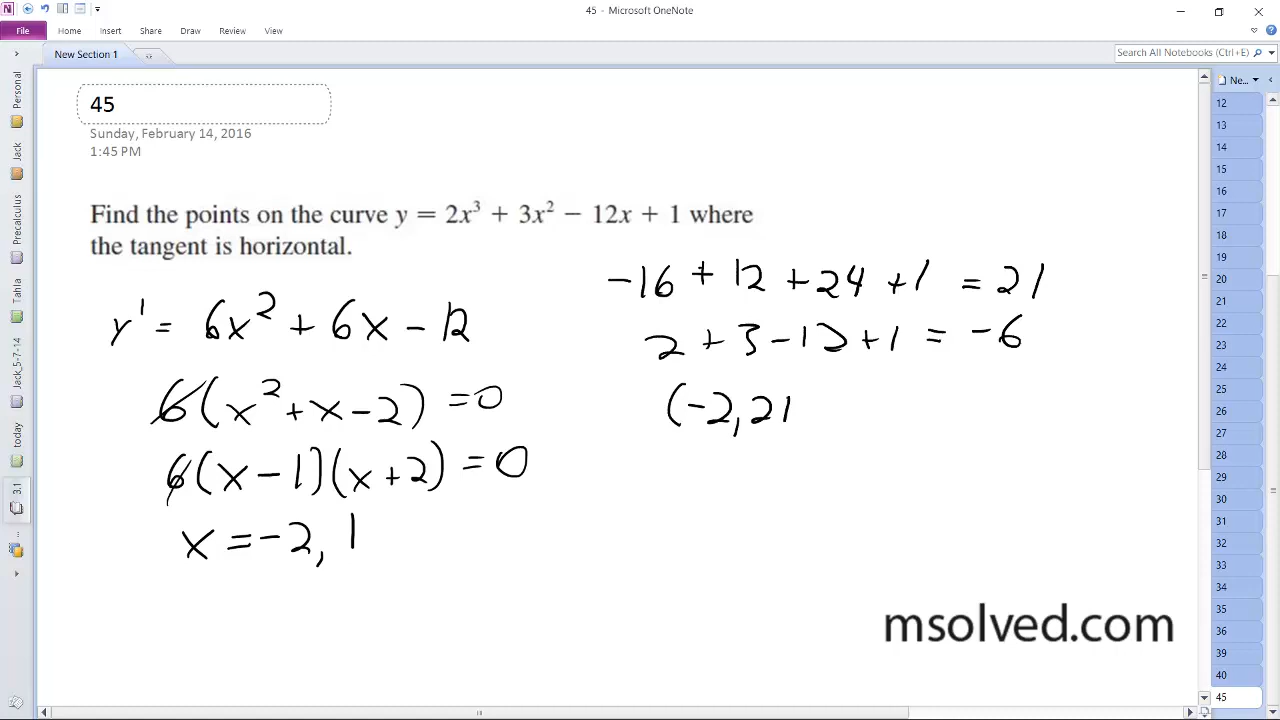 45 - Microsoft OneNote
File Home Insert Share Draw Review View
New Section 1
Search All Notebooks (Ctrl+E)
45
Sunday, February 14, 2016
1:45 PM
Find the points on the curve y = 2x³ + 3x² − 12x + 1 where
the tangent is horizontal.
y' = 6x² + 6x − 12
6(x² + x − 2) = 0
6(x − 1)(x + 2) = 0
x = −2, 1
−16 + 12 + 24 + 1 = 21
2 + 3 − 12 + 1 = −6
(−2, 21
msolved.com
Personal
Jack
Precalculus
Tania
Jack,5-7-14
Toolkit
3.1
Ne...
12
13
14
15
16
17
18
19
20
21
22
23
24
25
26
27
28
29
30
31
32
33
34
35
36
39
40
45